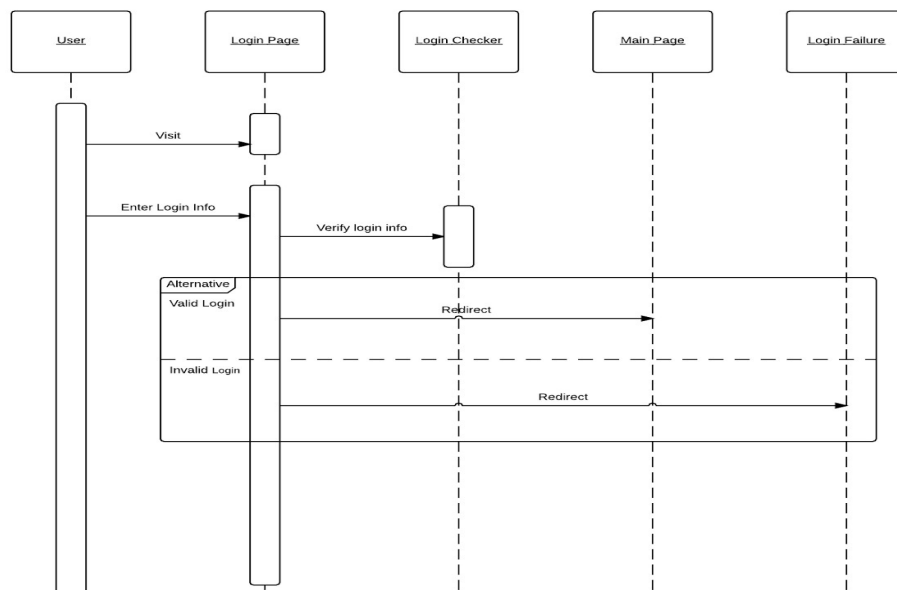 User
Login Page
Login Checker
Main Page
Login Failure
Visit
Enter Login Info
Verify login info
Alternative
Valid Login
Redirect
Invalid Login
Redirect